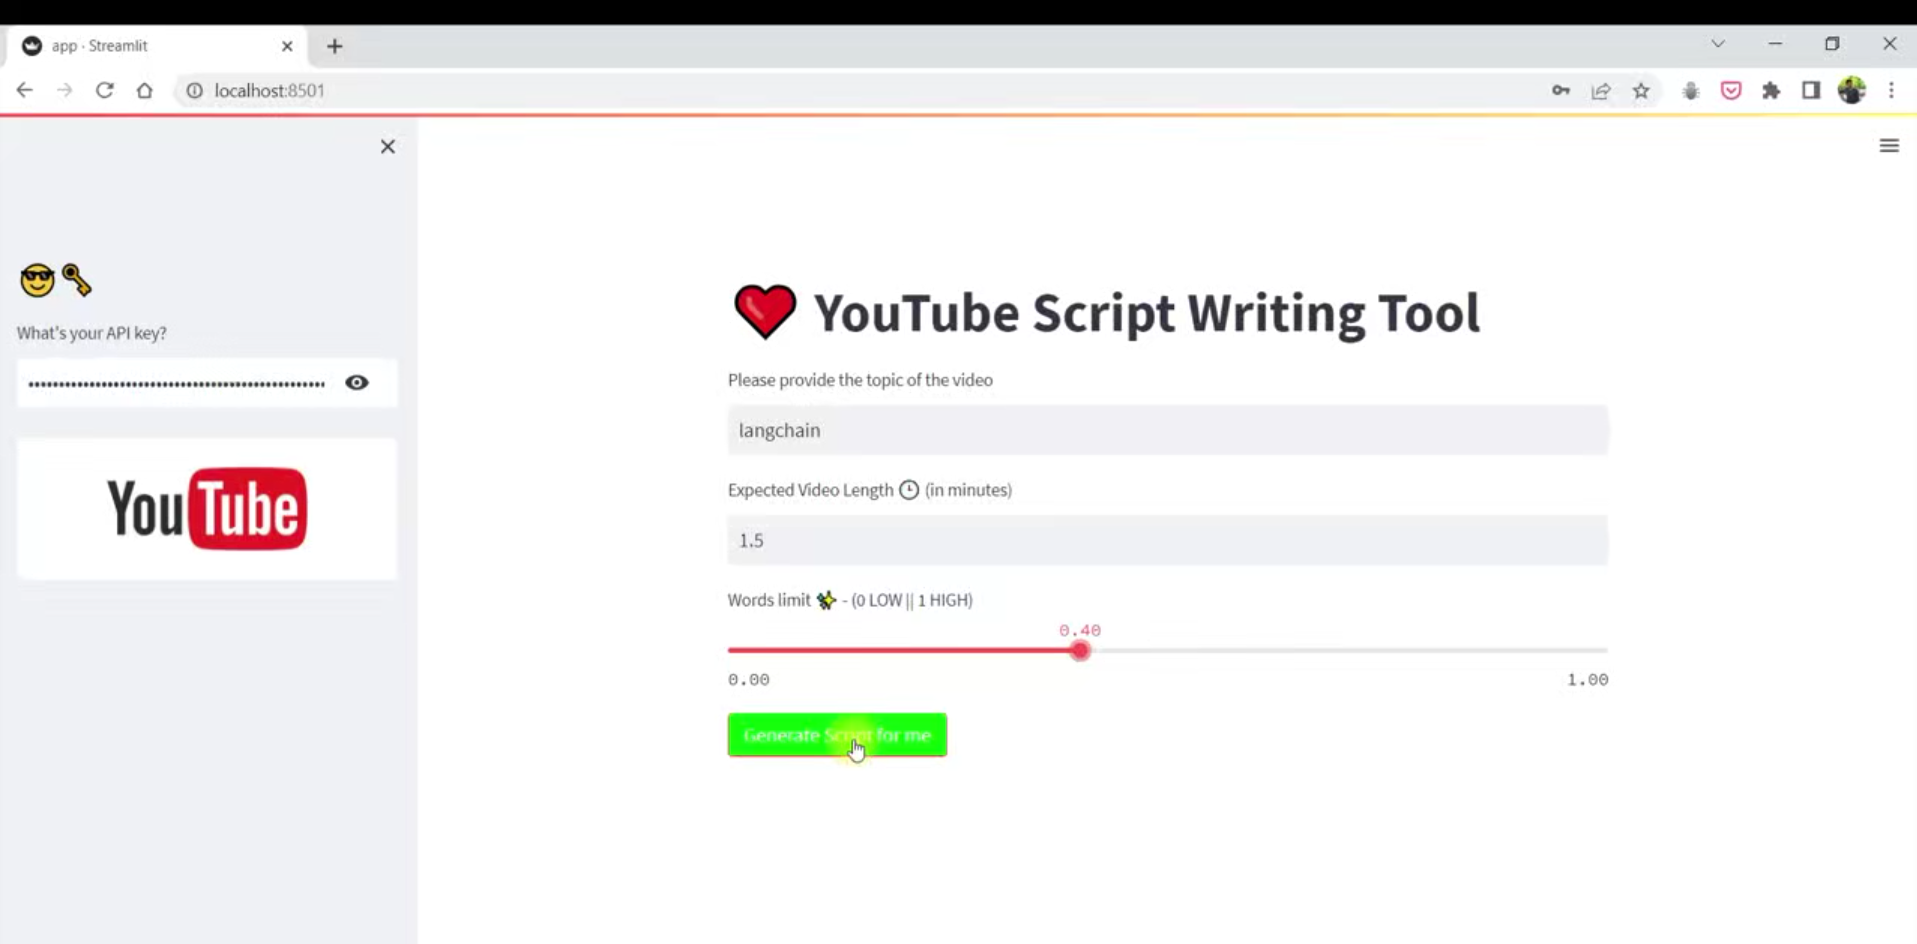 app · Streamlit
localhost:8501
What's your API key?
YouTube
YouTube Script Writing Tool
Please provide the topic of the video
langchain
Expected Video Length (in minutes)
1.5
Words limit - (0 LOW || 1 HIGH)
0.40
0.00 1.00
Generate Script for me